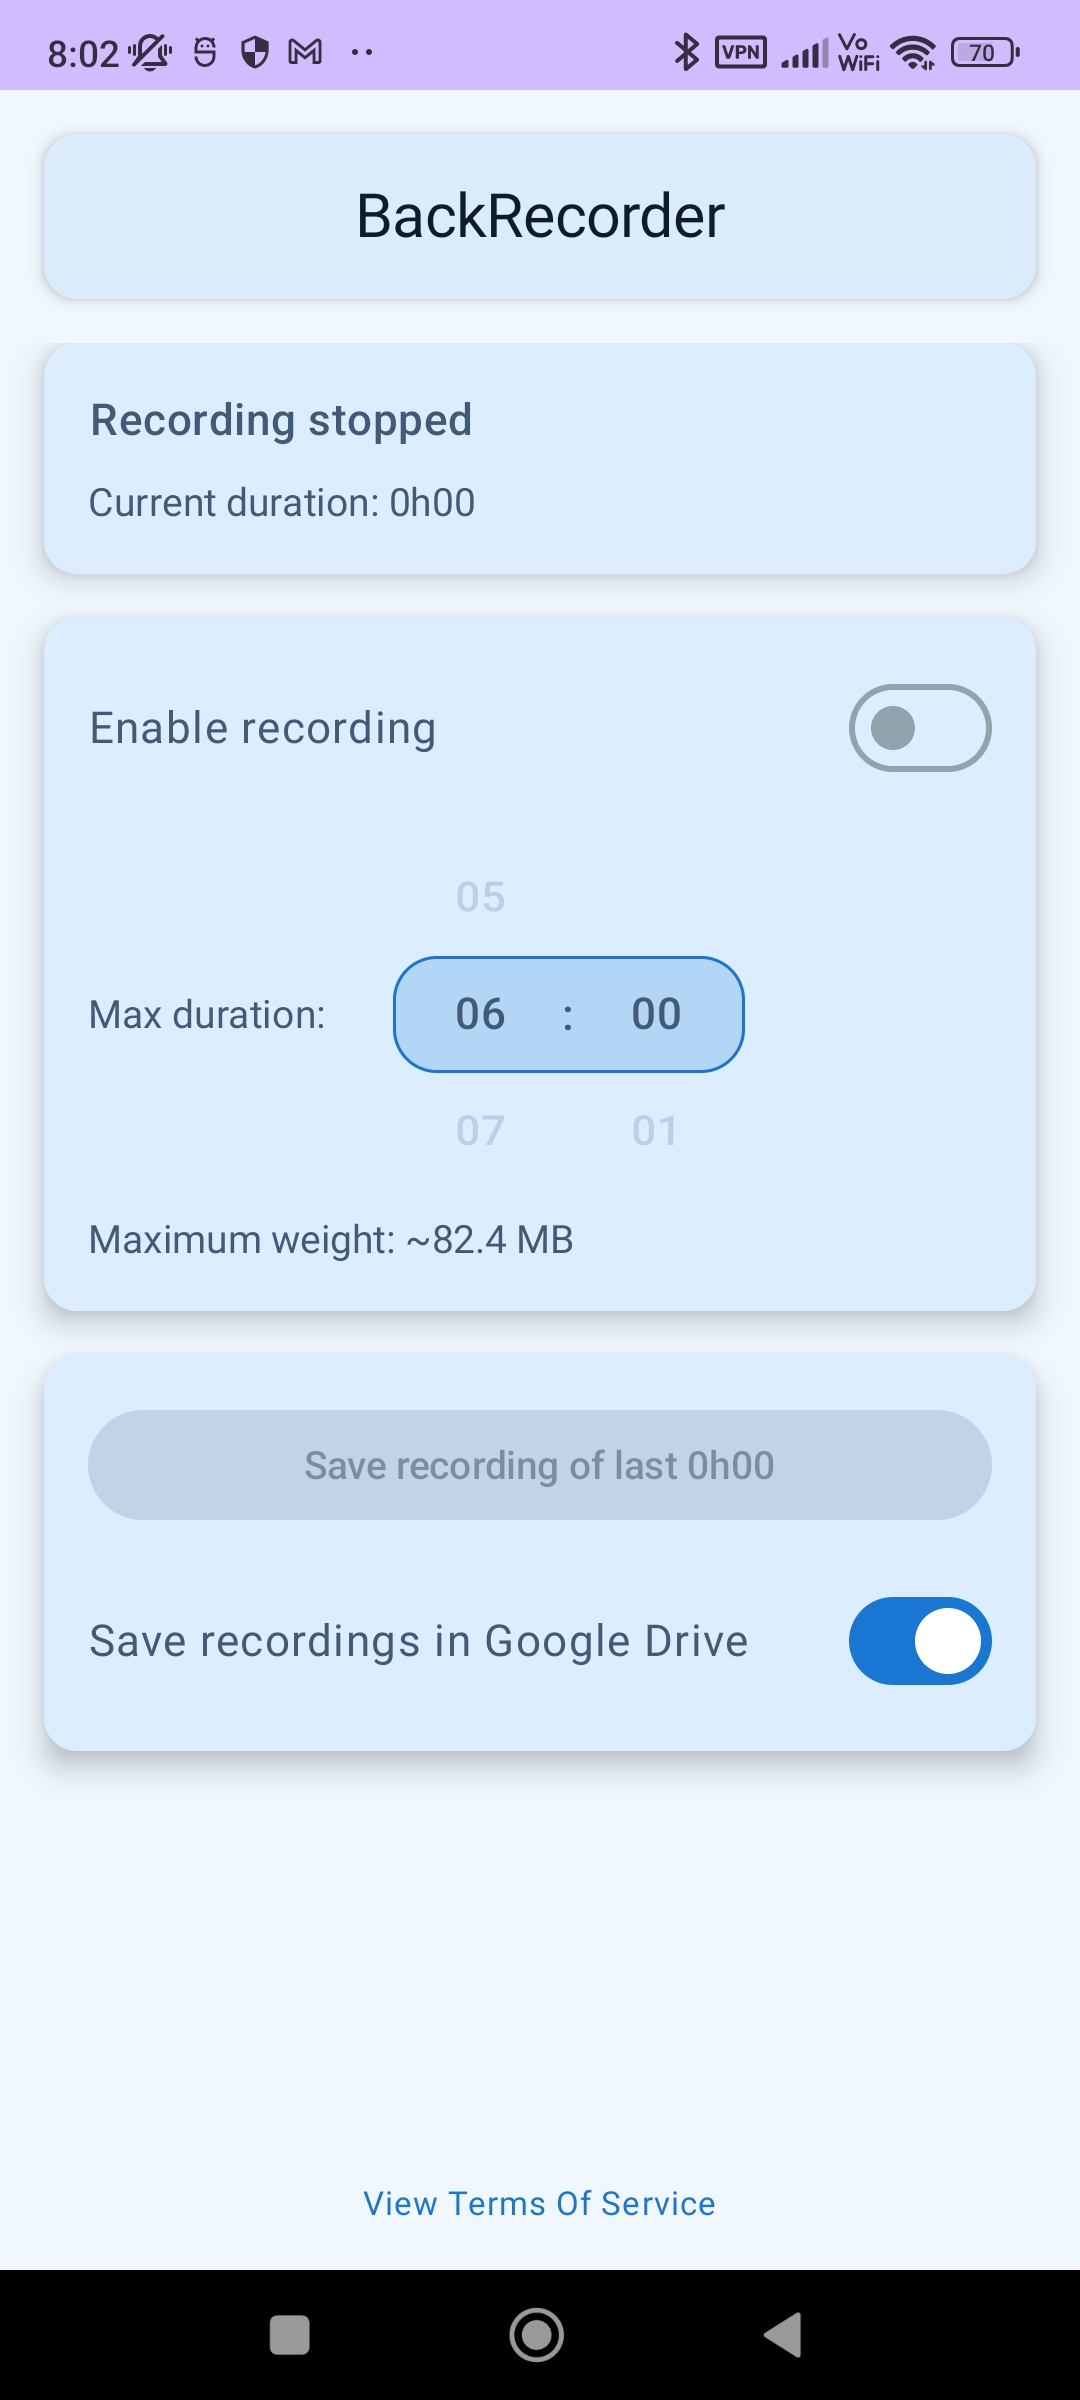 8:02 VPN Vo WiFi 70
BackRecorder
Recording stopped
Current duration: 0h00
Enable recording
05
Max duration: 06 : 00
07 01
Maximum weight: ~82.4 MB
Save recording of last 0h00
Save recordings in Google Drive
View Terms Of Service